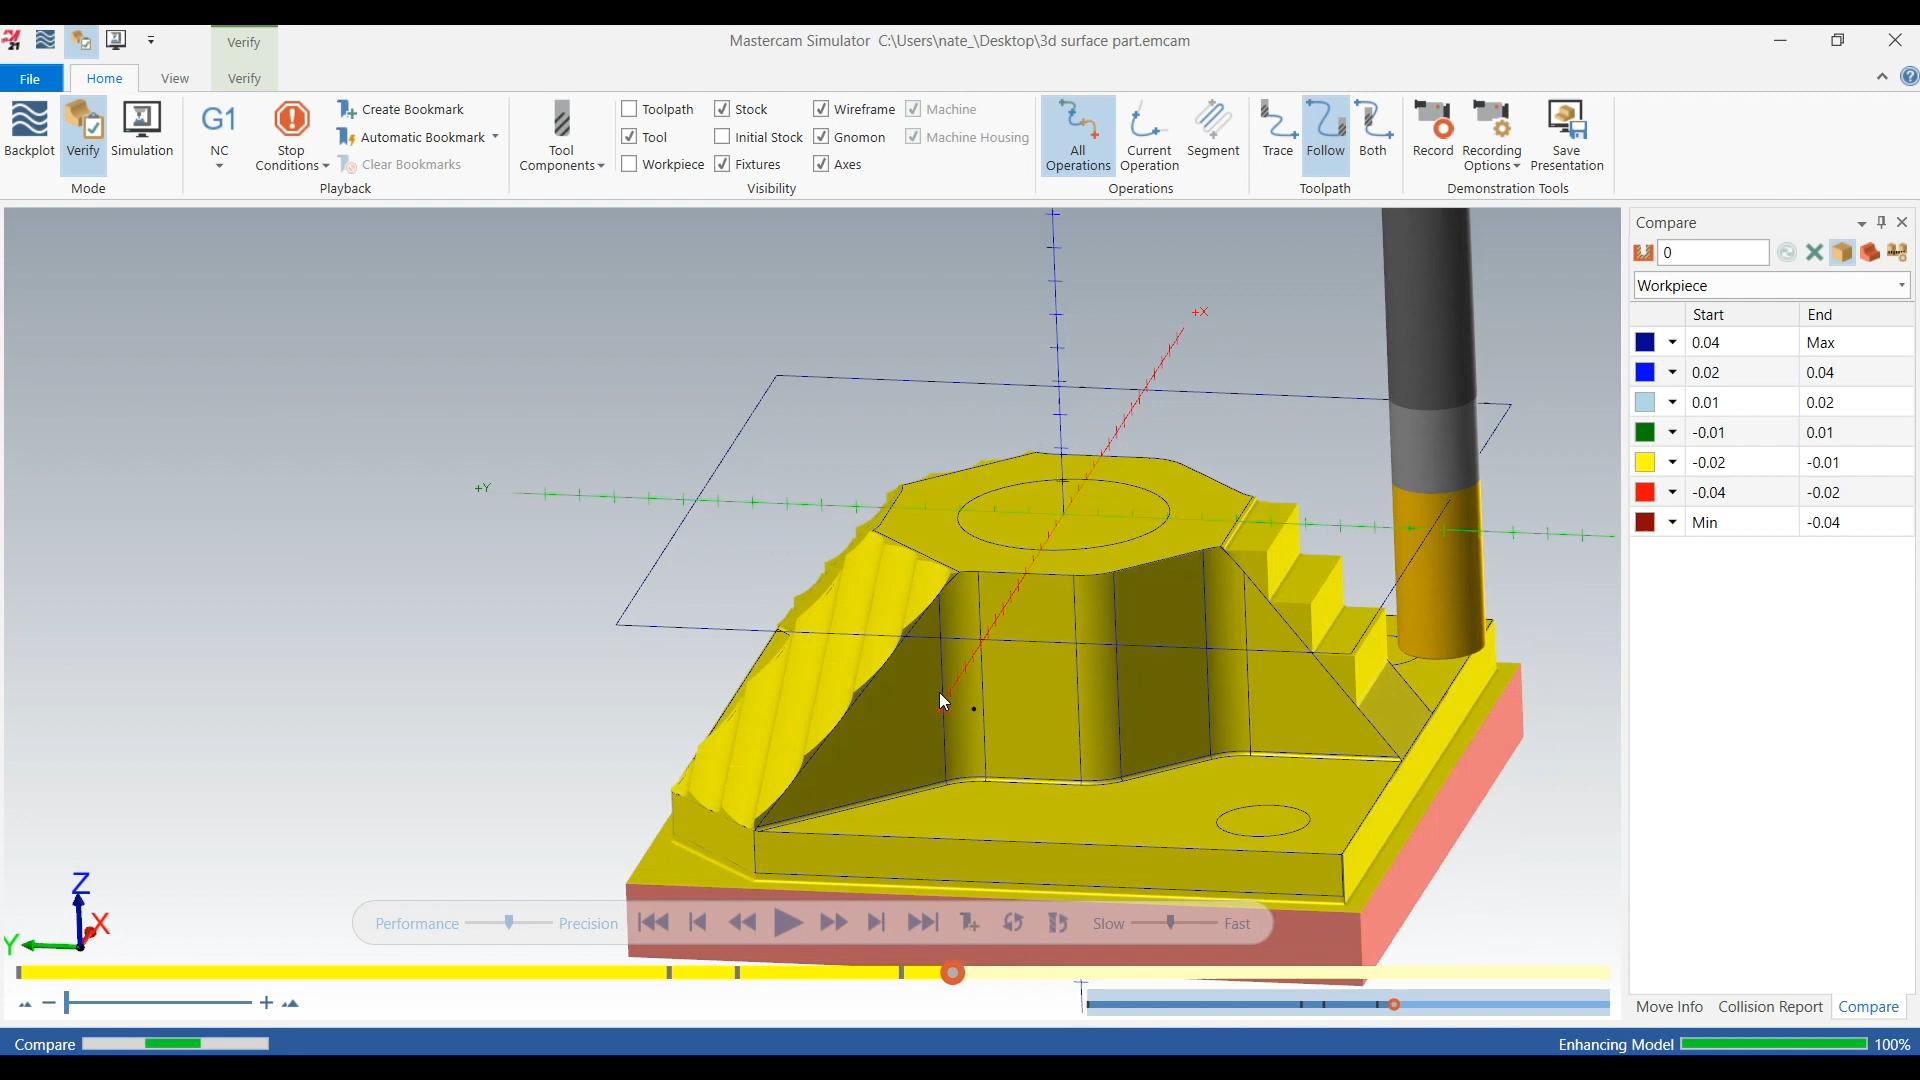 21
Verify
Mastercam Simulator  C:\Users\nate_\Desktop\3d surface part.emcam
File
Home
View
Verify
Backplot
Verify
Simulation
Mode
G1
NC
Stop Conditions
Create Bookmark
Automatic Bookmark
Clear Bookmarks
Playback
Tool Components
Toolpath
Stock
Wireframe
Machine
Tool
Initial Stock
Gnomon
Machine Housing
Workpiece
Fixtures
Axes
Visibility
All Operations
Current Operation
Segment
Operations
Trace
Follow
Both
Toolpath
Record
Recording Options
Save Presentation
Demonstration Tools
Compare
0
Workpiece
Start End
0.04 Max
0.02 0.04
0.01 0.02
-0.01 0.01
-0.02 -0.01
-0.04 -0.02
Min -0.04
+X
+Y
Z
X
Y
Performance
Precision
Slow
Fast
Move Info
Collision Report
Compare
Compare
Enhancing Model
100%